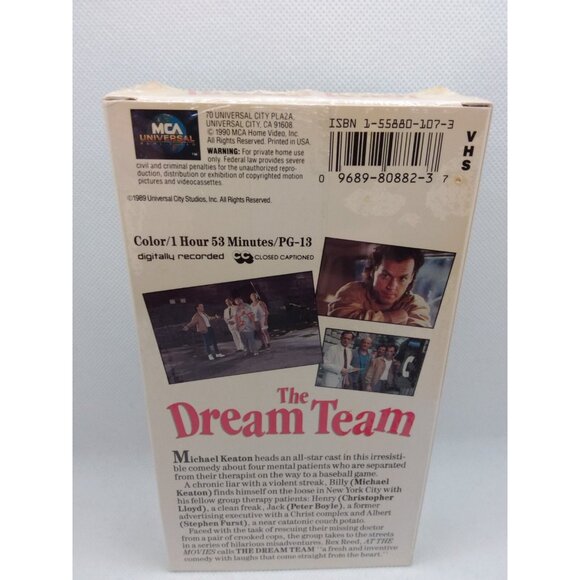 MCA
UNIVERSAL
70 UNIVERSAL CITY PLAZA,
UNIVERSAL CITY, CA 91608.
© 1990 MCA Home Video, Inc.
All Rights Reserved. Printed in USA.
WARNING: For private home use
only. Federal law provides severe
civil and criminal penalties for the unauthorized repro-
duction, distribution or exhibition of copyrighted motion
pictures and videocassettes.
©1989 Universal City Studios, Inc. All Rights Reserved.
ISBN 1-55880-107-3
0 9689-80882-3 7
VHS
Color/1 Hour 53 Minutes/PG-13
digitally recorded CC CLOSED CAPTIONED
The
Dream Team
Michael Keaton heads an all-star cast in this irresisti-
ble comedy about four mental patients who are separated
from their therapist on the way to a baseball game.
A chronic liar with a violent streak, Billy (Michael
Keaton) finds himself on the loose in New York City with
his fellow group therapy patients: Henry (Christopher
Lloyd), a clean freak, Jack (Peter Boyle), a former
advertising executive with a Christ complex and Albert
(Stephen Furst), a near catatonic couch potato.
Faced with the task of rescuing their missing doctor
from a pair of crooked cops, the group takes to the streets
in a series of hilarious misadventures. Rex Reed, AT THE
MOVIES calls THE DREAM TEAM "a fresh and inventive
comedy with laughs that come straight from the heart."